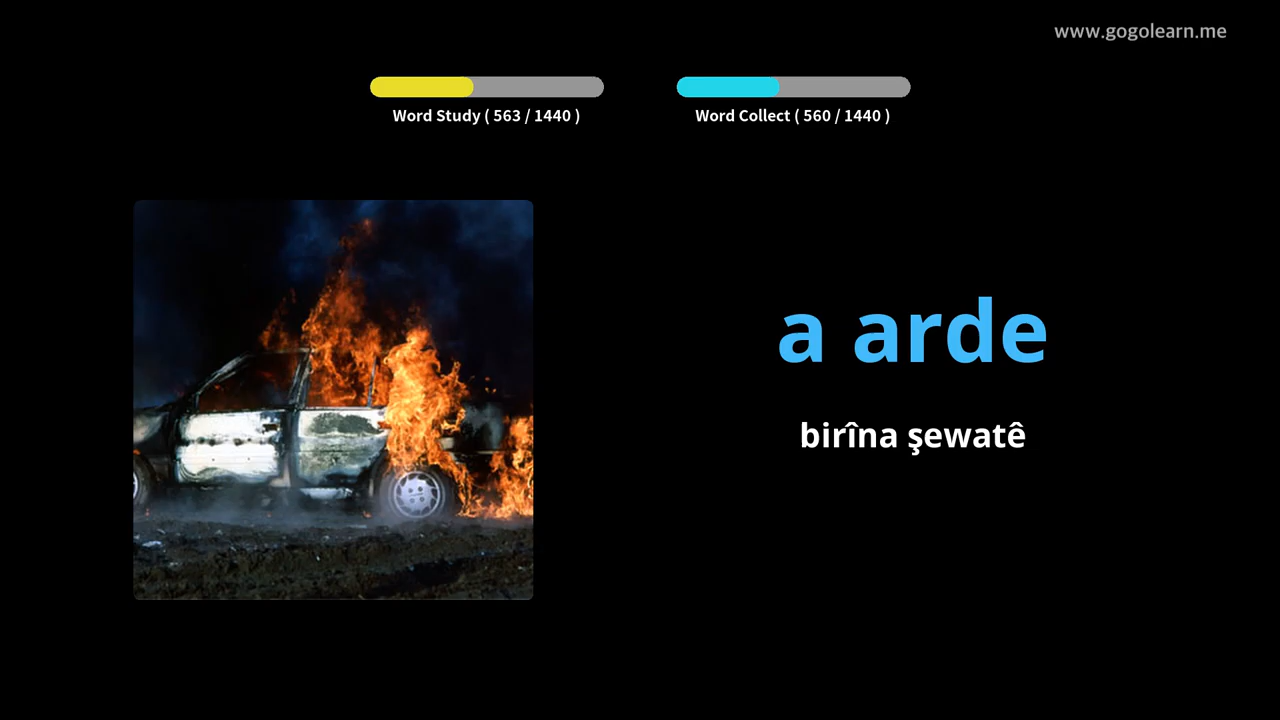 www.gogolearn.me
Word Study ( 563 / 1440 )
Word Collect ( 560 / 1440 )
a arde
birîna şewatê